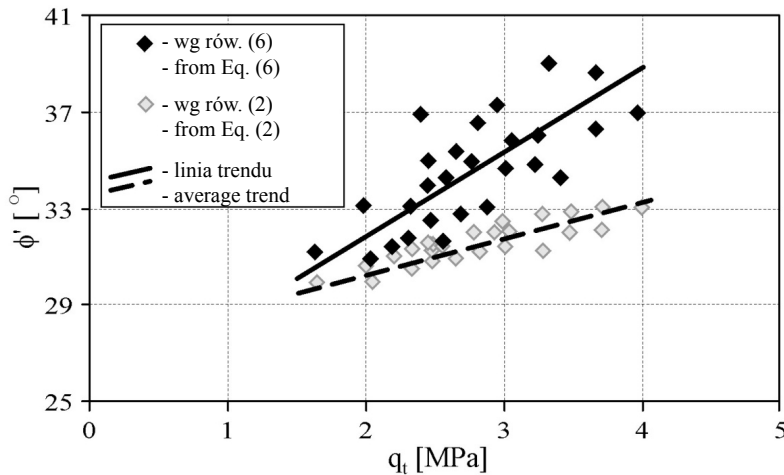 41
37
33
29
25
ϕ' [ °]
- wg rów. (6)
- from Eq. (6)
- wg rów. (2)
- from Eq. (2)
- linia trendu
- average trend
0 1 2 3 4 5
qt [MPa]